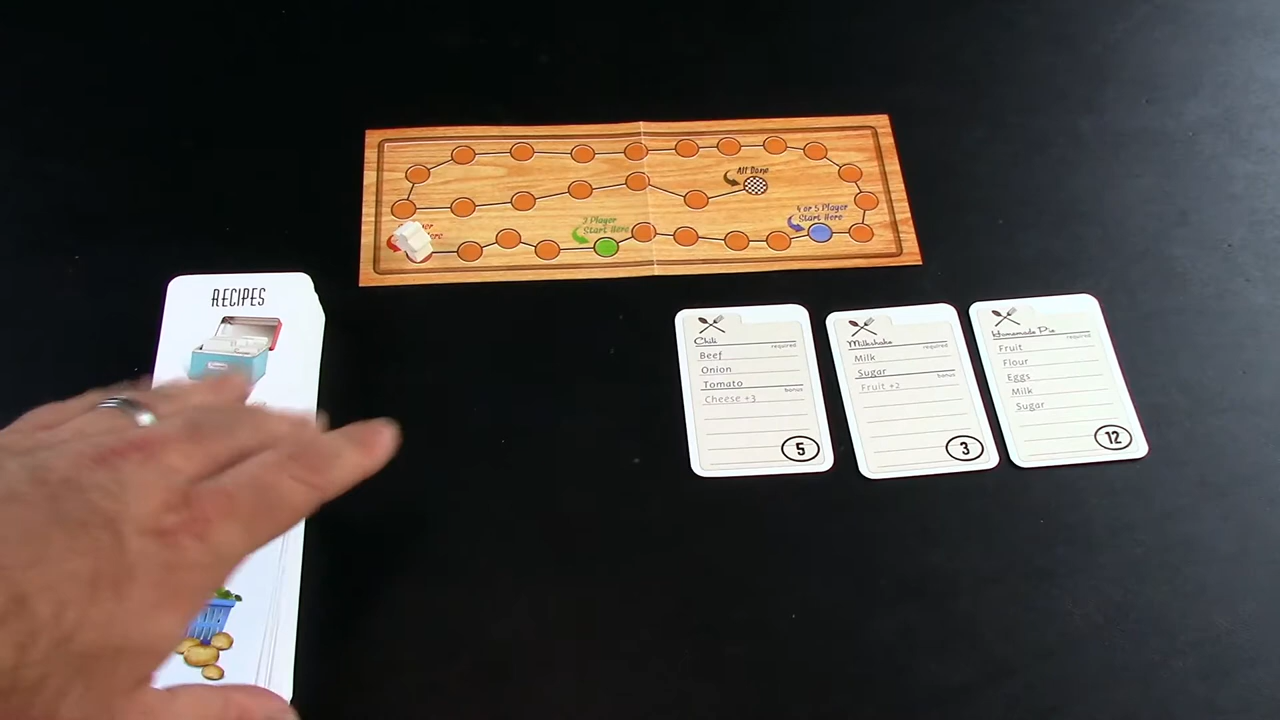 All Done
3 Player
Start Here
4 or 5 Player
Start Here
RECIPES
Chili
required
Beef
Onion
Tomato
bonus
Cheese +3
5
Milkshake
required
Milk
Sugar
bonus
Fruit +2
3
Homemade Pie
required
Fruit
Flour
Eggs
Milk
Sugar
12